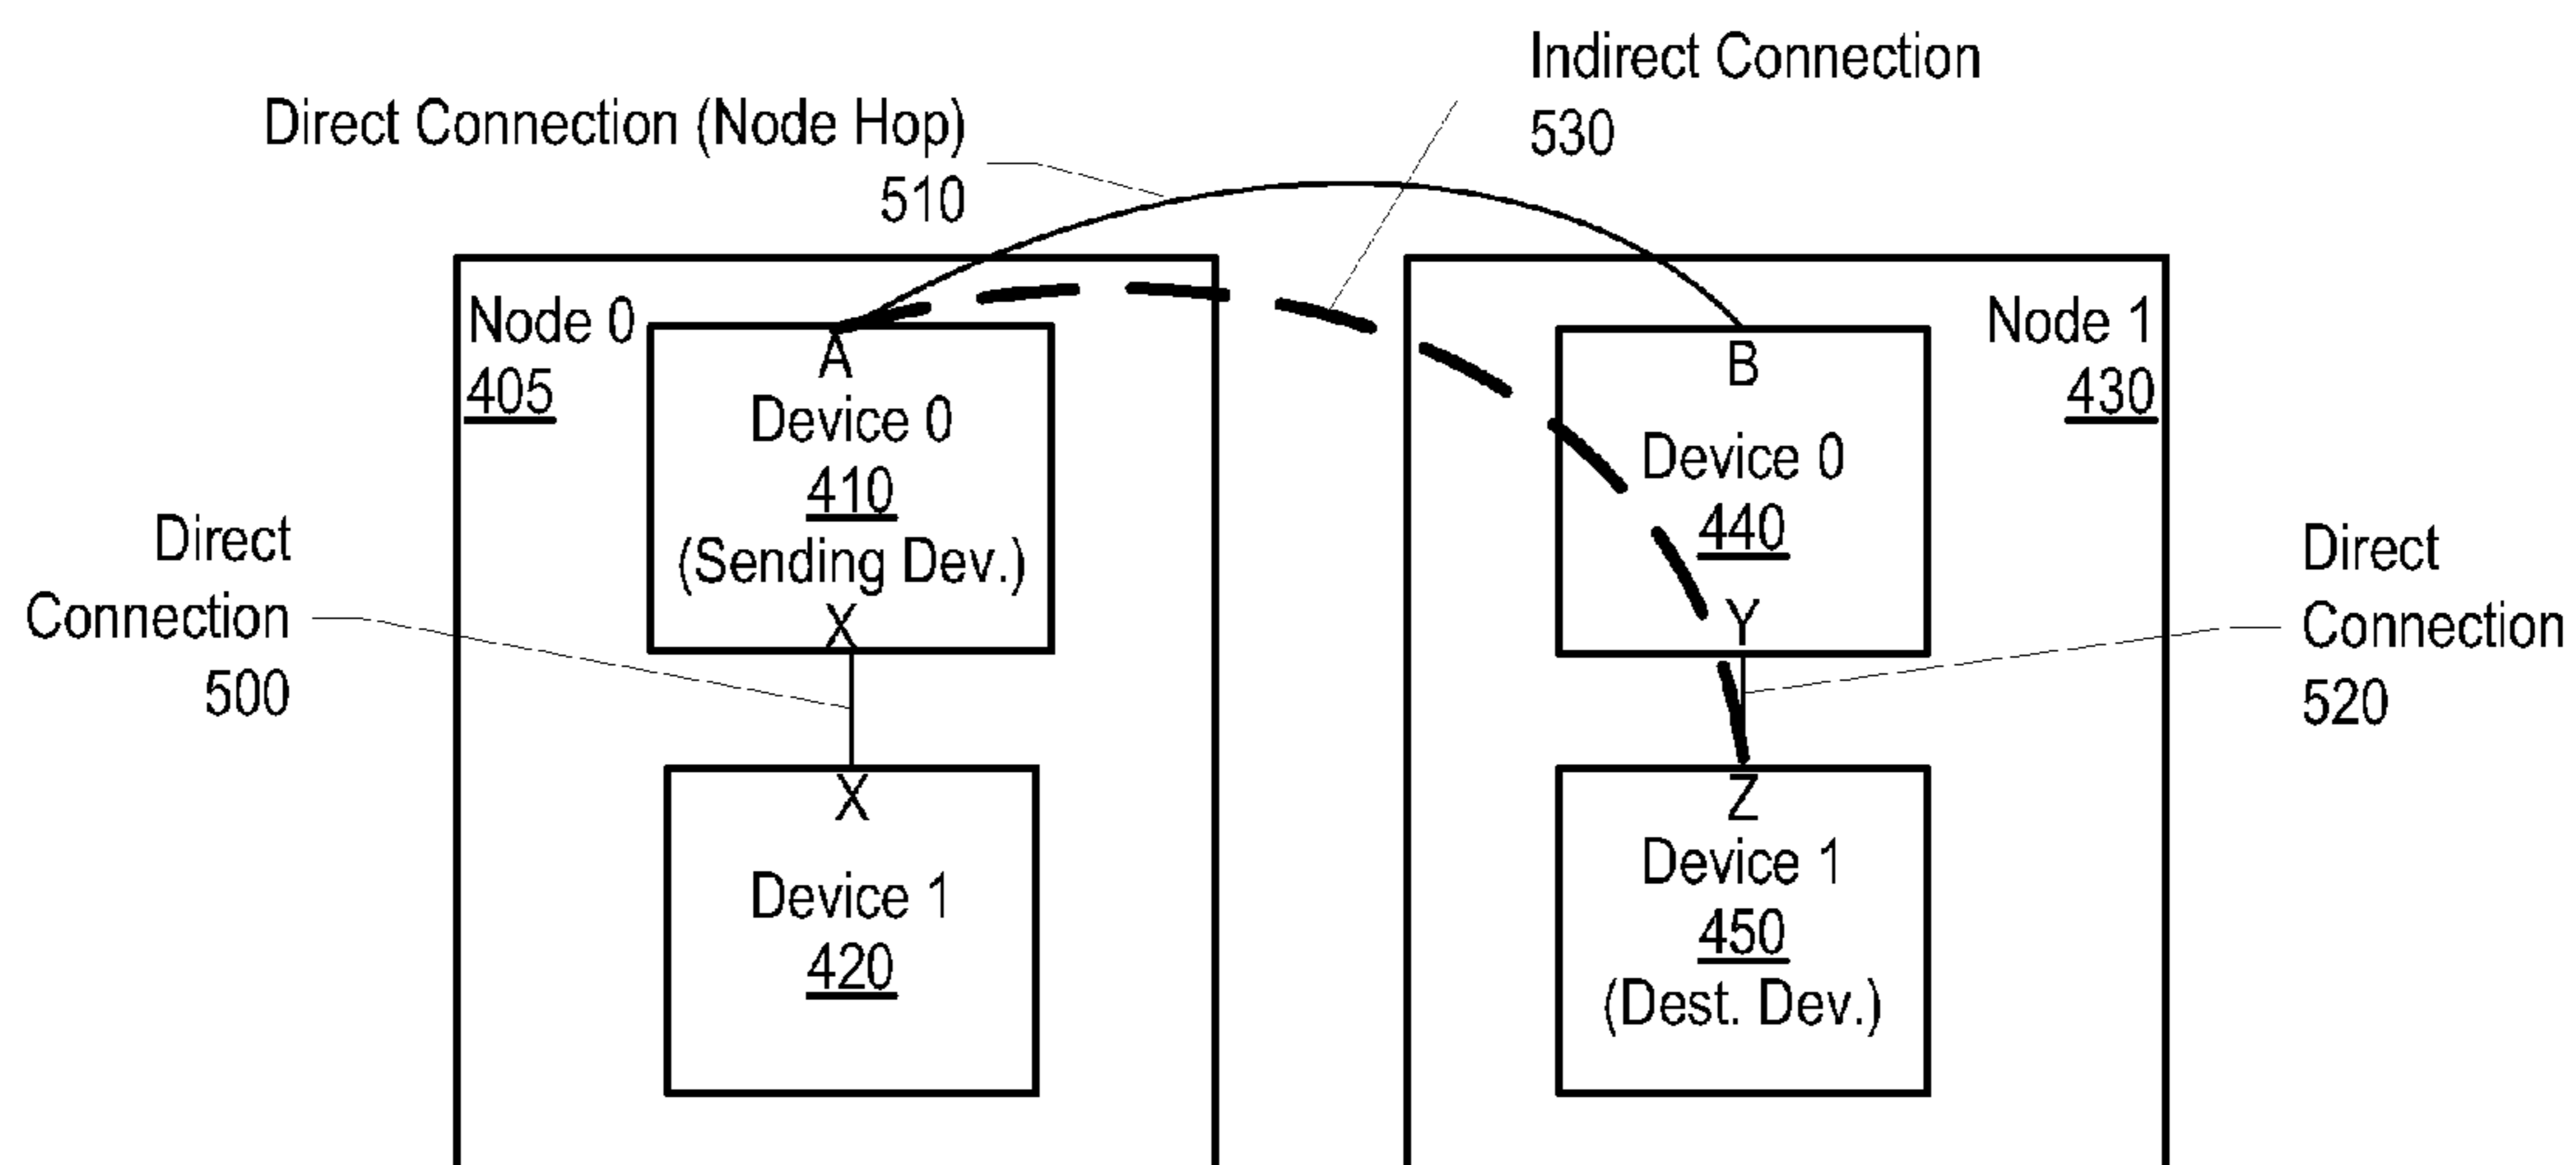 Indirect Connection
530
Direct Connection (Node Hop)
510
Node 0
405
A
Device 0
410
(Sending Dev.)
X
Direct
Connection
500
X
Device 1
420
Node 1
430
B
Device 0
440
Y
Direct
Connection
520
Z
Device 1
450
(Dest. Dev.)